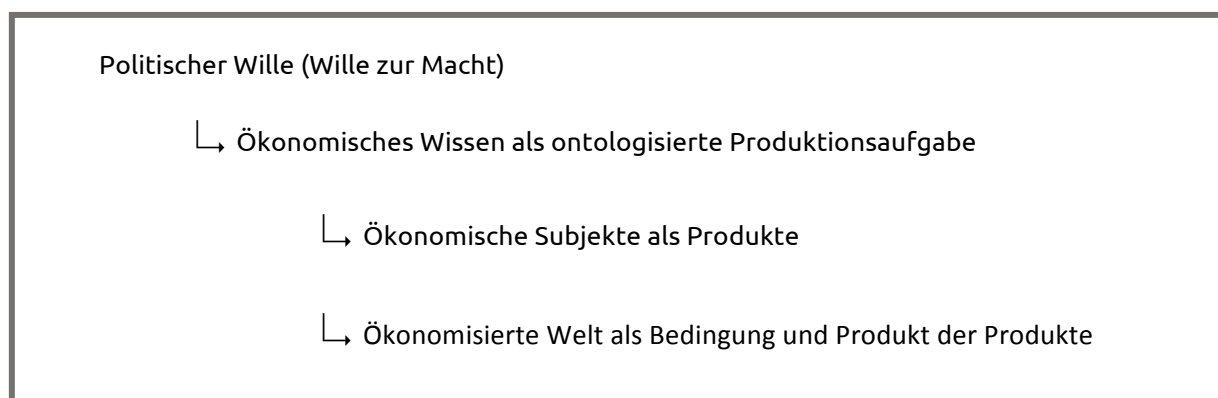 Politischer Wille (Wille zur Macht)
Ökonomisches Wissen als ontologisierte Produktionsaufgabe
Ökonomische Subjekte als Produkte
Ökonomisierte Welt als Bedingung und Produkt der Produkte